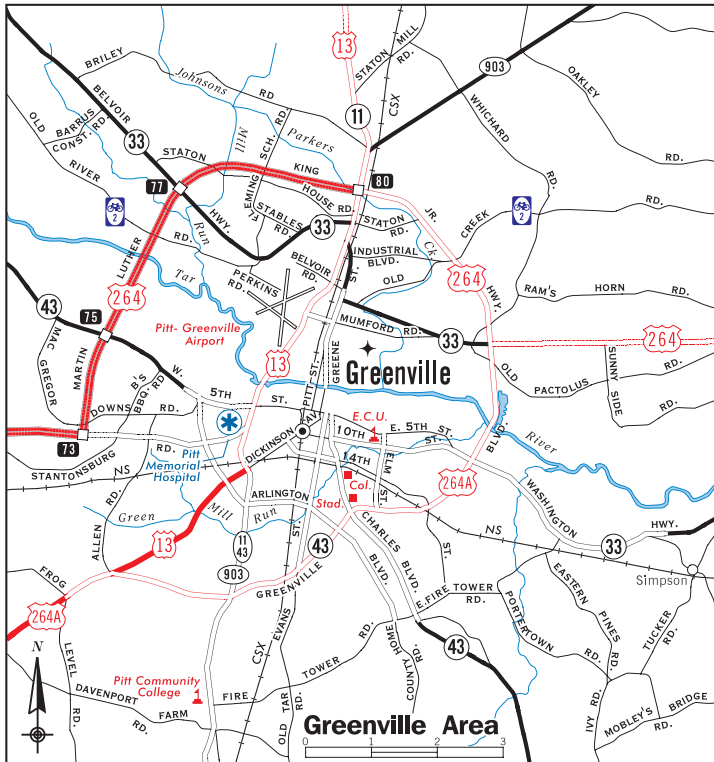 13
STATON MILL
RD.
903
BRILEY
RD
Johnsons
CSX
OAKLEY
RD.
OLD
BARRUS
CONST. RD.
BELVOIR
33
HWY.
Mill
Run
SCH. RD.
FLEMING
Parkers
Ck.
11
WHICHARD
RD.
STATON
HOUSE RD.
KING
80
77
RIVER
RD.
2
STABLES
33
STATON
RD.
JR.
CREEK
RD.
2
LUTHER
INDUSTRIAL
BLVD.
BELVOIR
OLD
264
HWY.
Tar
PERKINS
RD.
ST.
RAM'S
HORN
RD.
264
43
75
MAC
GREGOR
MARTIN
Pitt- Greenville
Airport
13
MUMFORD RD.
33
264
GREENE
PITT ST.
Greenville
OLD
PACTOLUS
RD.
SUNNY
SIDE
RD.
W.
5TH
ST.
B'S
BBQ. RD.
DOWNS
RD.
73
STANTONSBURG
RD.
NS
Pitt
Memorial
Hospital
DICKINSON
AV.
E.C.U.
10TH
ST.
E. 5TH
ST.
14TH
ELM
ST.
BLVD.
River
264A
Col.
Stad.
WASHINGTON
HWY.
33
NS
Simpson
ARLINGTON
BLVD.
Green
Mill
Run
ALLEN
RD.
13
11
43
903
ST.
43
CHARLES
BLVD.
GREENVILLE
ST.
E. FIRE TOWER
RD.
PORTERTOWN
RD.
EASTERN
PINES
RD.
TUCKER
RD.
FROG
LEVEL
RD.
264A
CSX
EVANS
COUNTY HOME
RD.
43
N
Pitt Community
College
FIRE
TOWER
RD.
DAVENPORT
FARM
RD.
OLD TAR
RD.
IVY RD.
MOBLEY'S
BRIDGE
RD.
Greenville Area
0 1 2 3